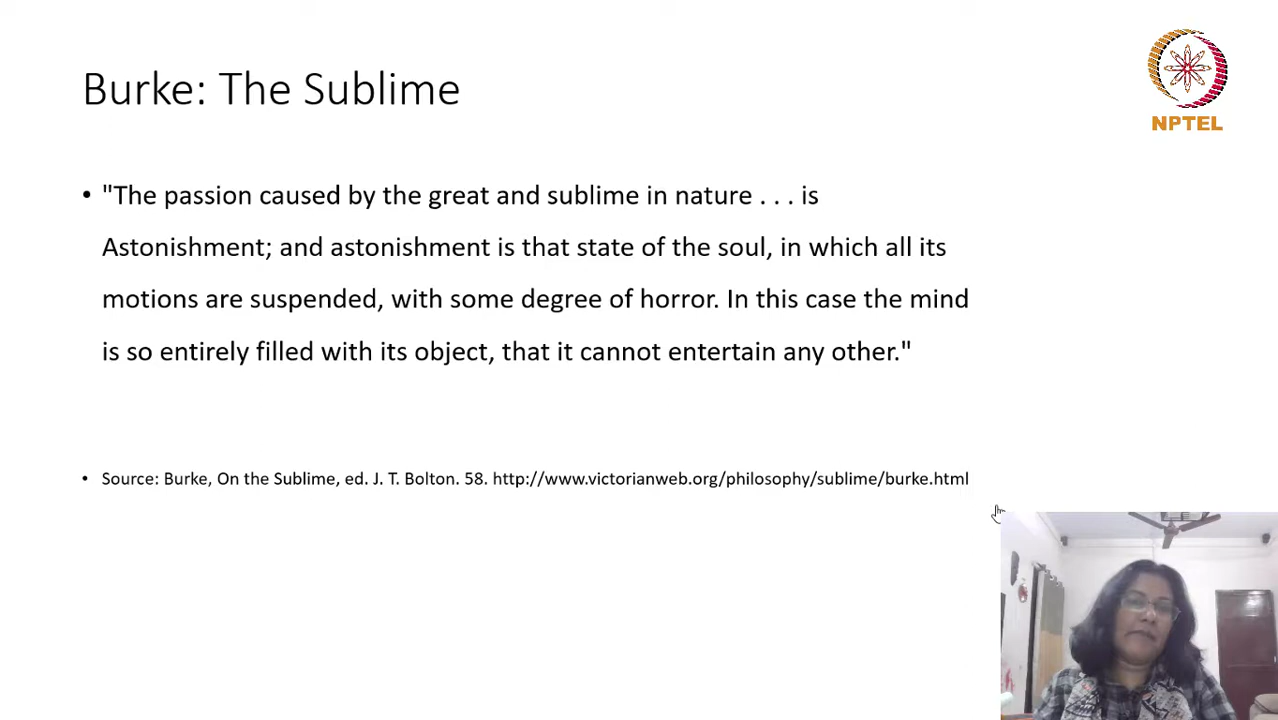 Burke: The Sublime
NPTEL
• "The passion caused by the great and sublime in nature . . . is
Astonishment; and astonishment is that state of the soul, in which all its
motions are suspended, with some degree of horror. In this case the mind
is so entirely filled with its object, that it cannot entertain any other."
• Source: Burke, On the Sublime, ed. J. T. Bolton. 58. http://www.victorianweb.org/philosophy/sublime/burke.html